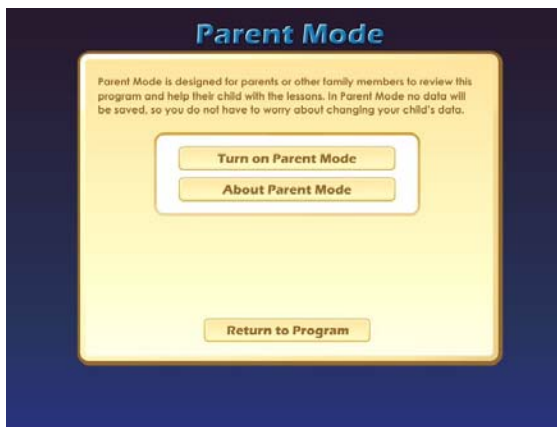 Parent Mode
Parent Mode is designed for parents or other family members to review this
program and help their child with the lessons. In Parent Mode no data will
be saved, so you do not have to worry about changing your child's data.
Turn on Parent Mode
About Parent Mode
Return to Program